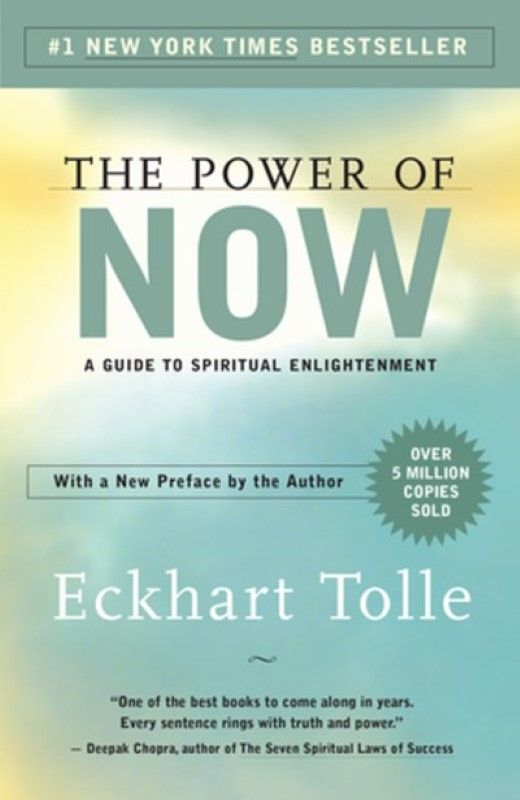 #1 NEW YORK TIMES BESTSELLER
THE POWER OF
NOW
A GUIDE TO SPIRITUAL ENLIGHTENMENT
With a New Preface by the Author
OVER
5 MILLION
COPIES
SOLD
Eckhart Tolle
~
“One of the best books to come along in years.
Every sentence rings with truth and power.”
— Deepak Chopra, author of The Seven Spiritual Laws of Success